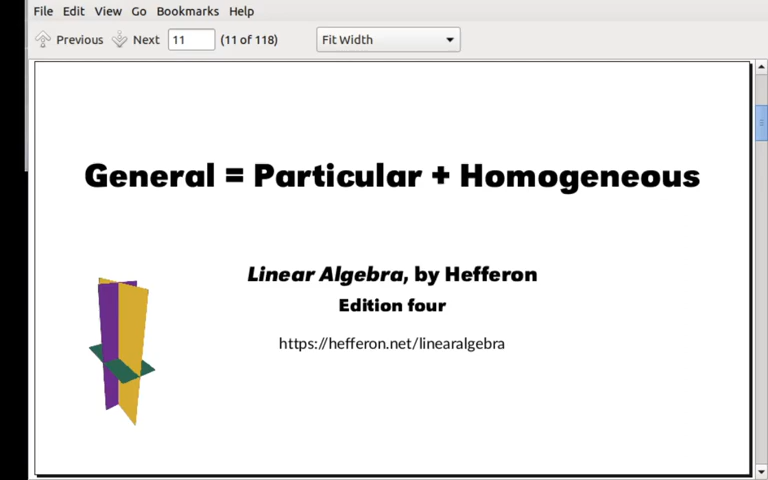 File Edit View Go Bookmarks Help
Previous Next 11 (11 of 118) Fit Width
General = Particular + Homogeneous
Linear Algebra, by Hefferon
Edition four
https://hefferon.net/linearalgebra